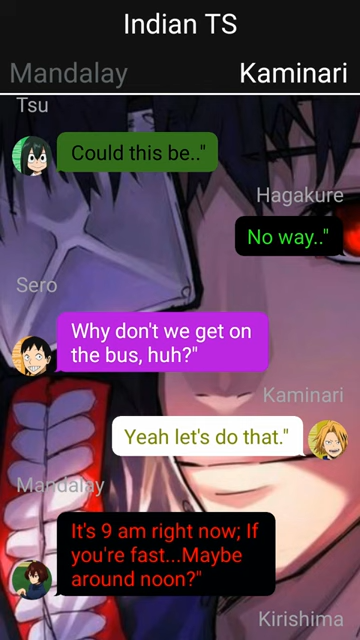 Indian TS
Mandalay
Kaminari
Tsu
Could this be.."
Hagakure
No way.."
Sero
Why don't we get on
the bus, huh?"
Kaminari
Yeah let's do that."
Mandalay
It's 9 am right now; If
you're fast...Maybe
around noon?"
Kirishima